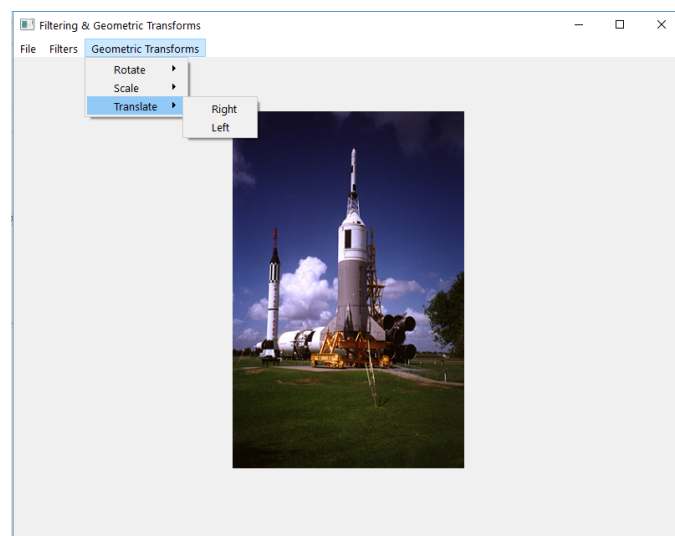 Filtering & Geometric Transforms
File Filters Geometric Transforms
Rotate
Scale
Translate
Right
Left